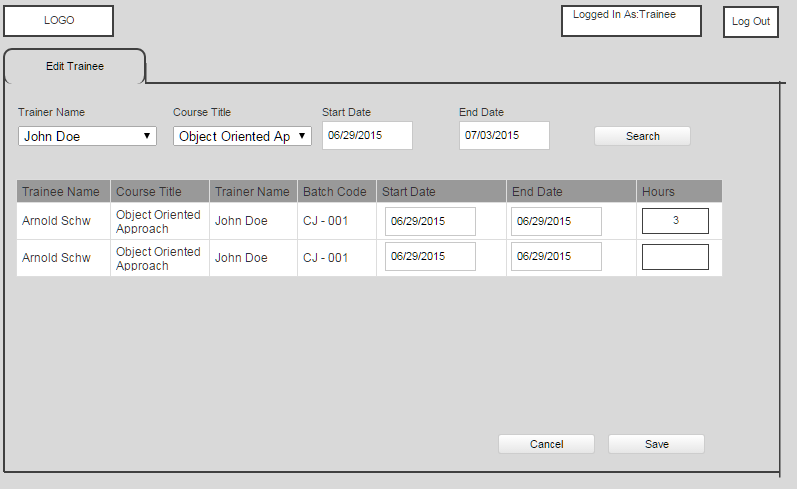 LOGO
Logged In As:Trainee
Log Out
Edit Trainee
Trainer Name Course Title Start Date End Date
John Doe Object Oriented Ap 06/29/2015 07/03/2015 Search
Trainee Name Course Title Trainer Name Batch Code Start Date End Date Hours
Arnold Schw Object Oriented Approach John Doe CJ - 001 06/29/2015 06/29/2015 3
Arnold Schw Object Oriented Approach John Doe CJ - 001 06/29/2015 06/29/2015
Cancel Save